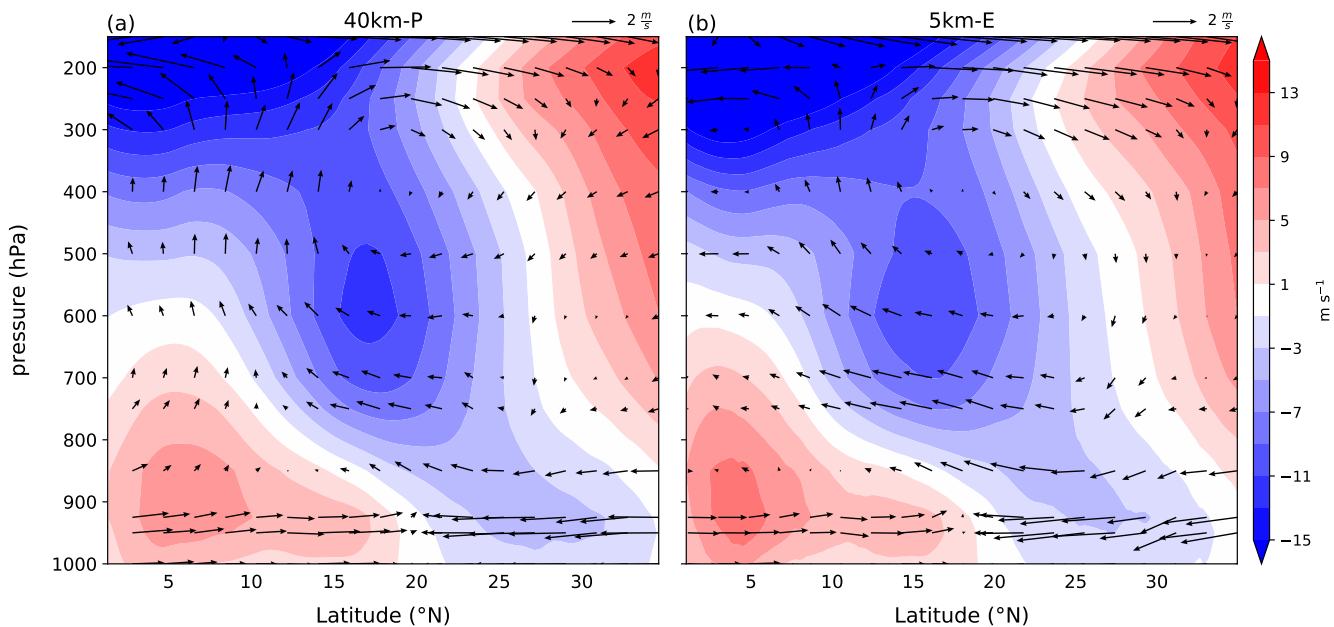 (a) 40km-P 2 m/s
(b) 5km-E 2 m/s
200
300
400
500
600
700
800
900
1000
pressure (hPa)
5 10 15 20 25 30
Latitude (°N)
5 10 15 20 25 30
Latitude (°N)
13
9
5
1
−3
−7
−11
−15
m s⁻¹